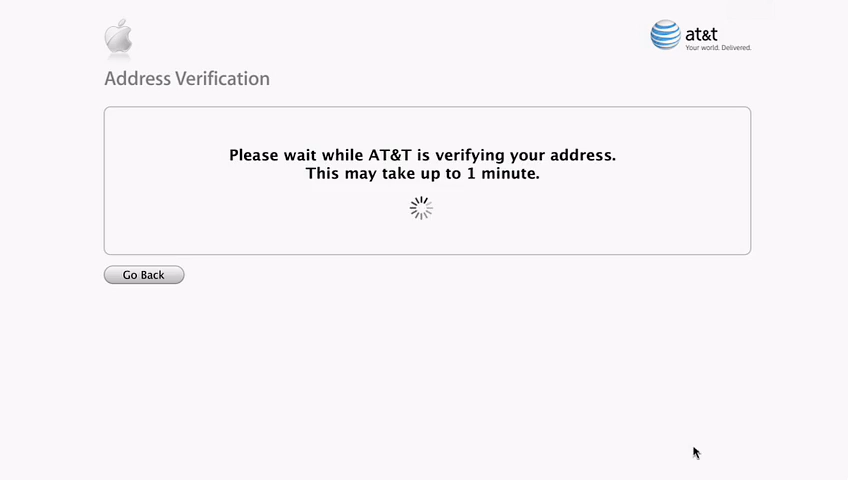 at&t
Your world. Delivered.
Address Verification
Please wait while AT&T is verifying your address.
This may take up to 1 minute.
Go Back